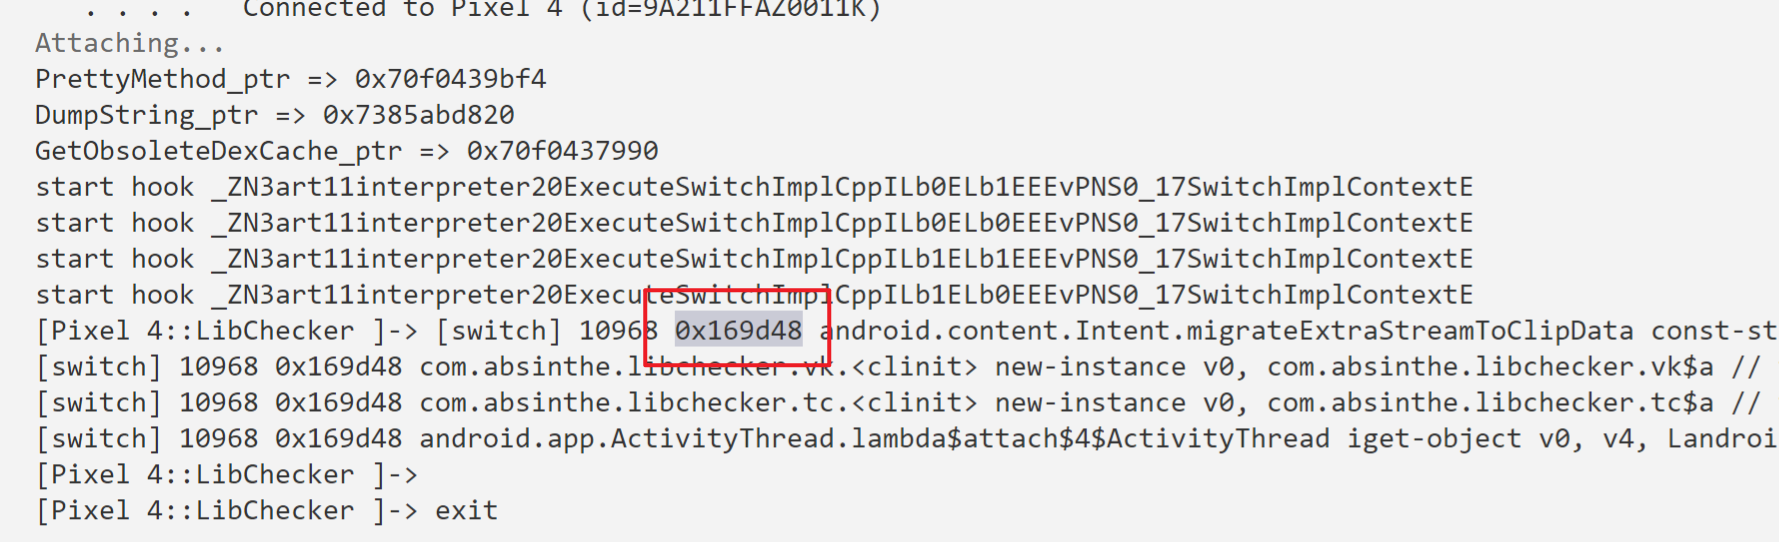 . . . . Connected to Pixel 4 (id=9A211FFAZ0011K)
Attaching...
PrettyMethod_ptr => 0x70f0439bf4
DumpString_ptr => 0x7385abd820
GetObsoleteDexCache_ptr => 0x70f0437990
start hook _ZN3art11interpreter20ExecuteSwitchImplCppILb0ELb1EEEvPNS0_17SwitchImplContextE
start hook _ZN3art11interpreter20ExecuteSwitchImplCppILb0ELb0EEEvPNS0_17SwitchImplContextE
start hook _ZN3art11interpreter20ExecuteSwitchImplCppILb1ELb1EEEvPNS0_17SwitchImplContextE
start hook _ZN3art11interpreter20ExecuteSwitchImplCppILb1ELb0EEEvPNS0_17SwitchImplContextE
[Pixel 4::LibChecker ]-> [switch] 10968 0x169d48 android.content.Intent.migrateExtraStreamToClipData const-st
[switch] 10968 0x169d48 com.absinthe.libchecker.vk.<clinit> new-instance v0, com.absinthe.libchecker.vk$a //
[switch] 10968 0x169d48 com.absinthe.libchecker.tc.<clinit> new-instance v0, com.absinthe.libchecker.tc$a //
[switch] 10968 0x169d48 android.app.ActivityThread.lambda$attach$4$ActivityThread iget-object v0, v4, Landroi
[Pixel 4::LibChecker ]->
[Pixel 4::LibChecker ]-> exit